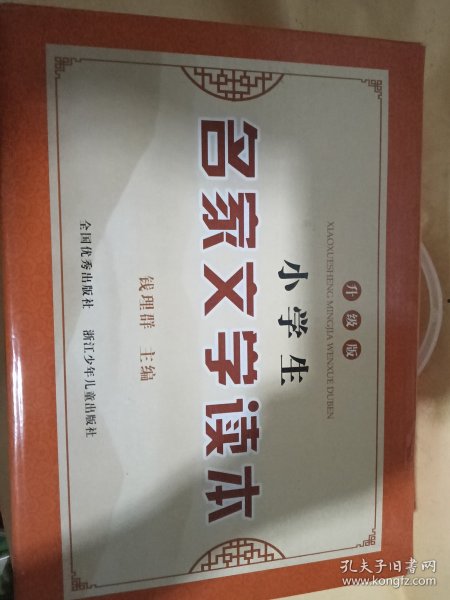 升级版
XIAOXUESHENG MINGJIA WENXUE DUBEN
小学生
名家文学读本
钱理群 主编
全国优秀出版社 浙江少年儿童出版社
孔夫子旧书网
www.kongfz.com